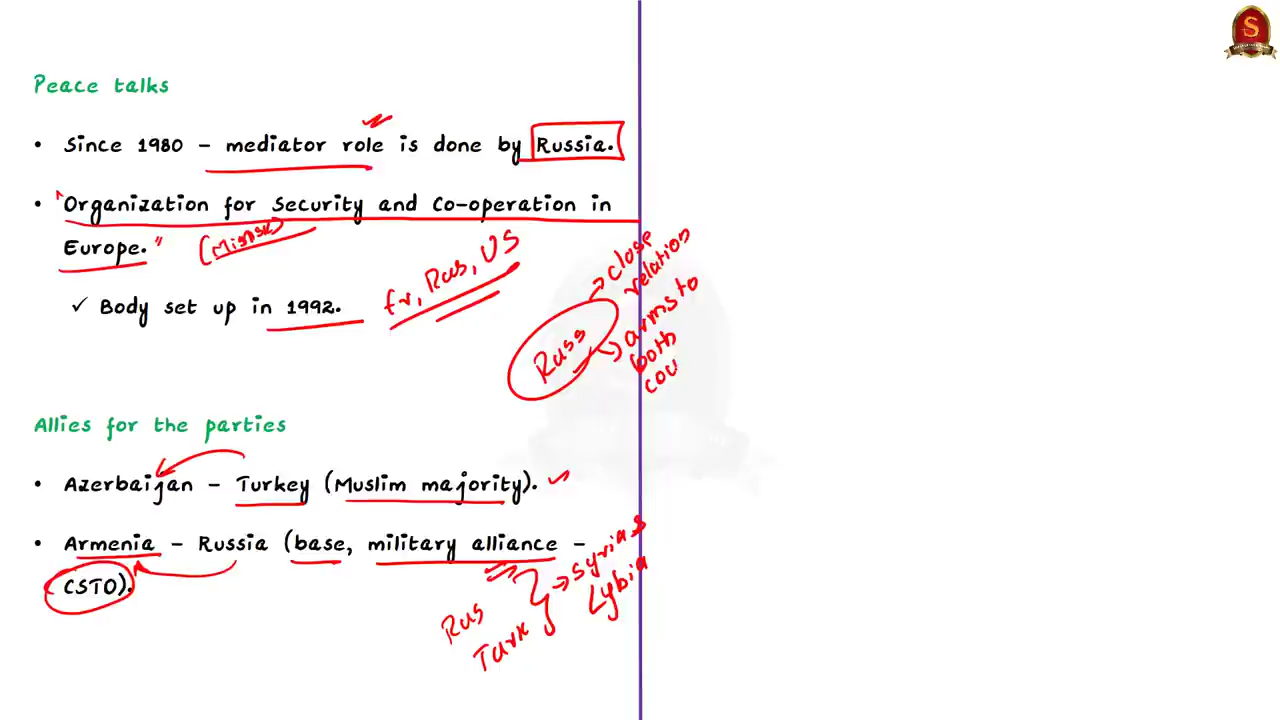 S
Peace talks
• Since 1980 – mediator role is done by Russia.
• "Organization for Security and Co-operation in
Europe." (Minsk)
✓ Body set up in 1992.
fr, Rus, US
Russ
→ close
relation
→ arms to
both
cou
Allies for the parties
• Azerbaijan – Turkey (Muslim majority).
• Armenia – Russia (base, military alliance –
CSTO).
Rus
Turk
→ Syria &
Lybia